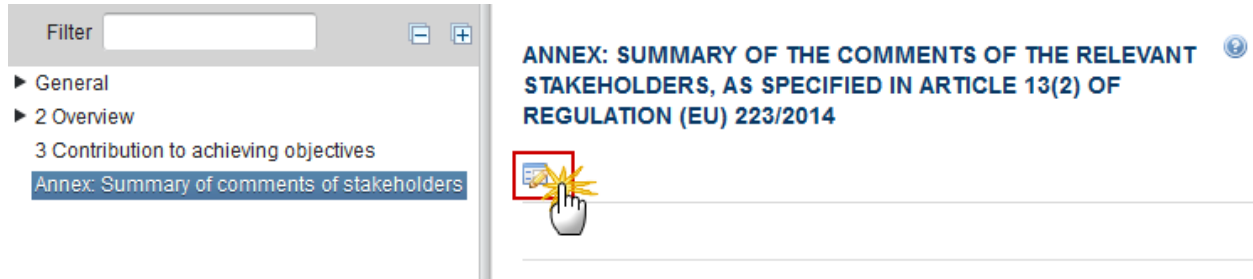 Filter
General
2 Overview
3 Contribution to achieving objectives
Annex: Summary of comments of stakeholders
ANNEX: SUMMARY OF THE COMMENTS OF THE RELEVANT
STAKEHOLDERS, AS SPECIFIED IN ARTICLE 13(2) OF
REGULATION (EU) 223/2014